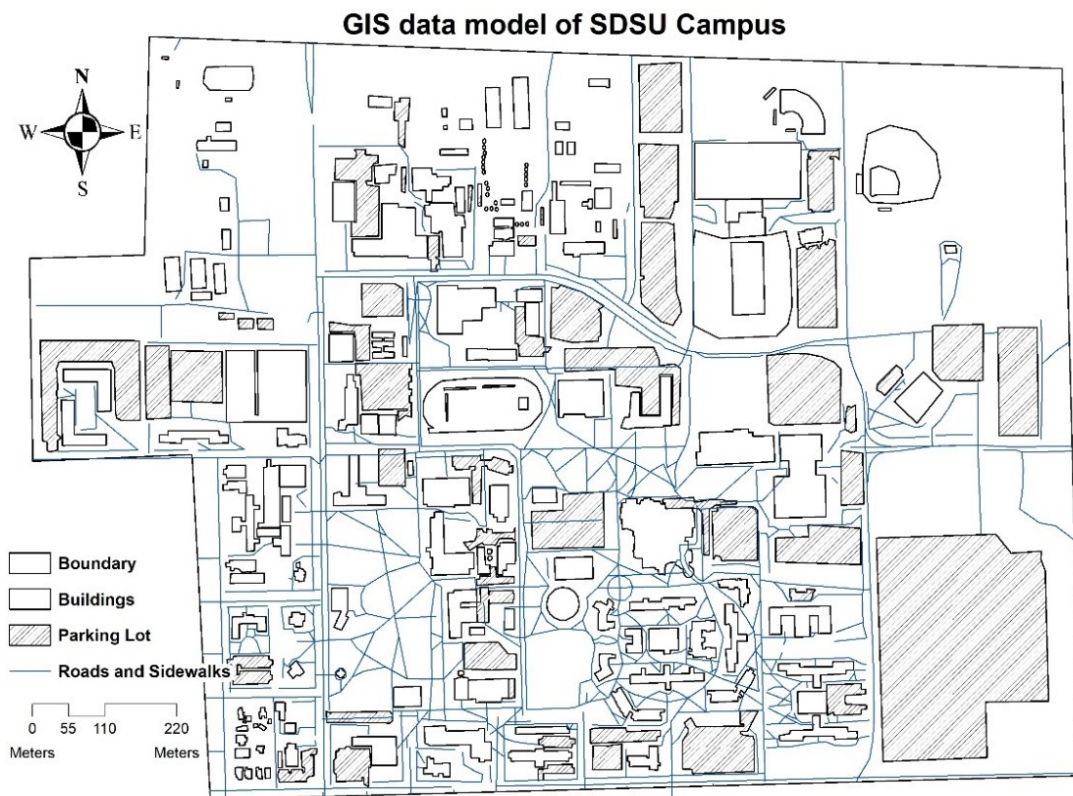 GIS data model of SDSU Campus
N
W E
S
Boundary
Buildings
Parking Lot
Roads and Sidewalks
0 55 110 220
Meters Meters